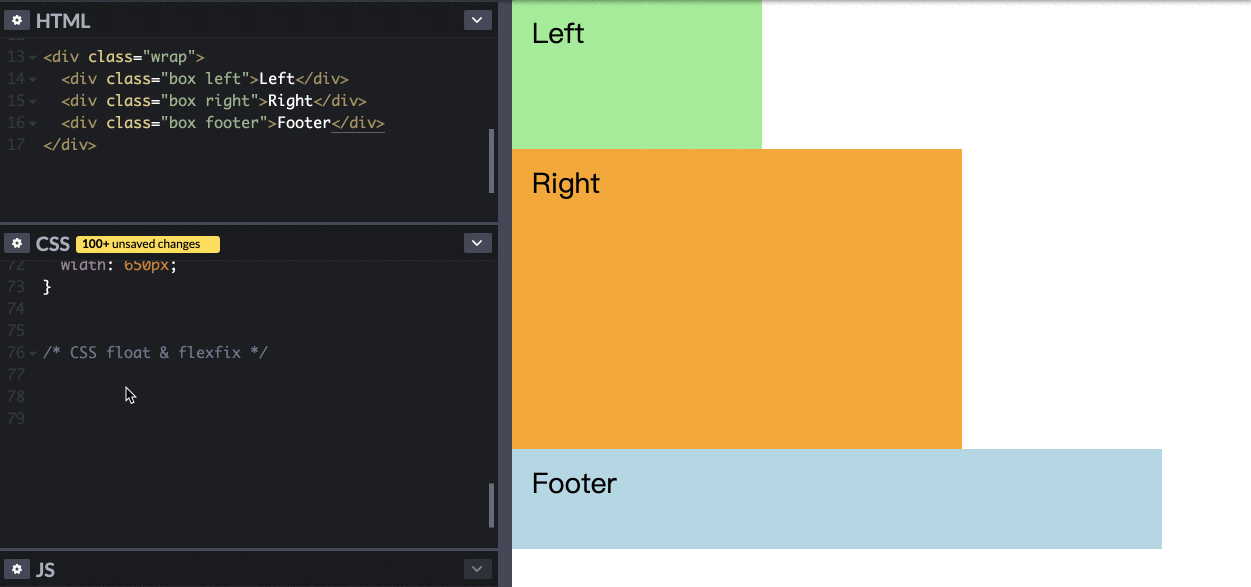 HTML
13 <div class="wrap">
14 <div class="box left">Left</div>
15 <div class="box right">Right</div>
16 <div class="box footer">Footer</div>
17 </div>
CSS 100+ unsaved changes
72 width: 650px;
73 }
74
75
76 /* CSS float & flexfix */
77
78
79
JS
Left
Right
Footer